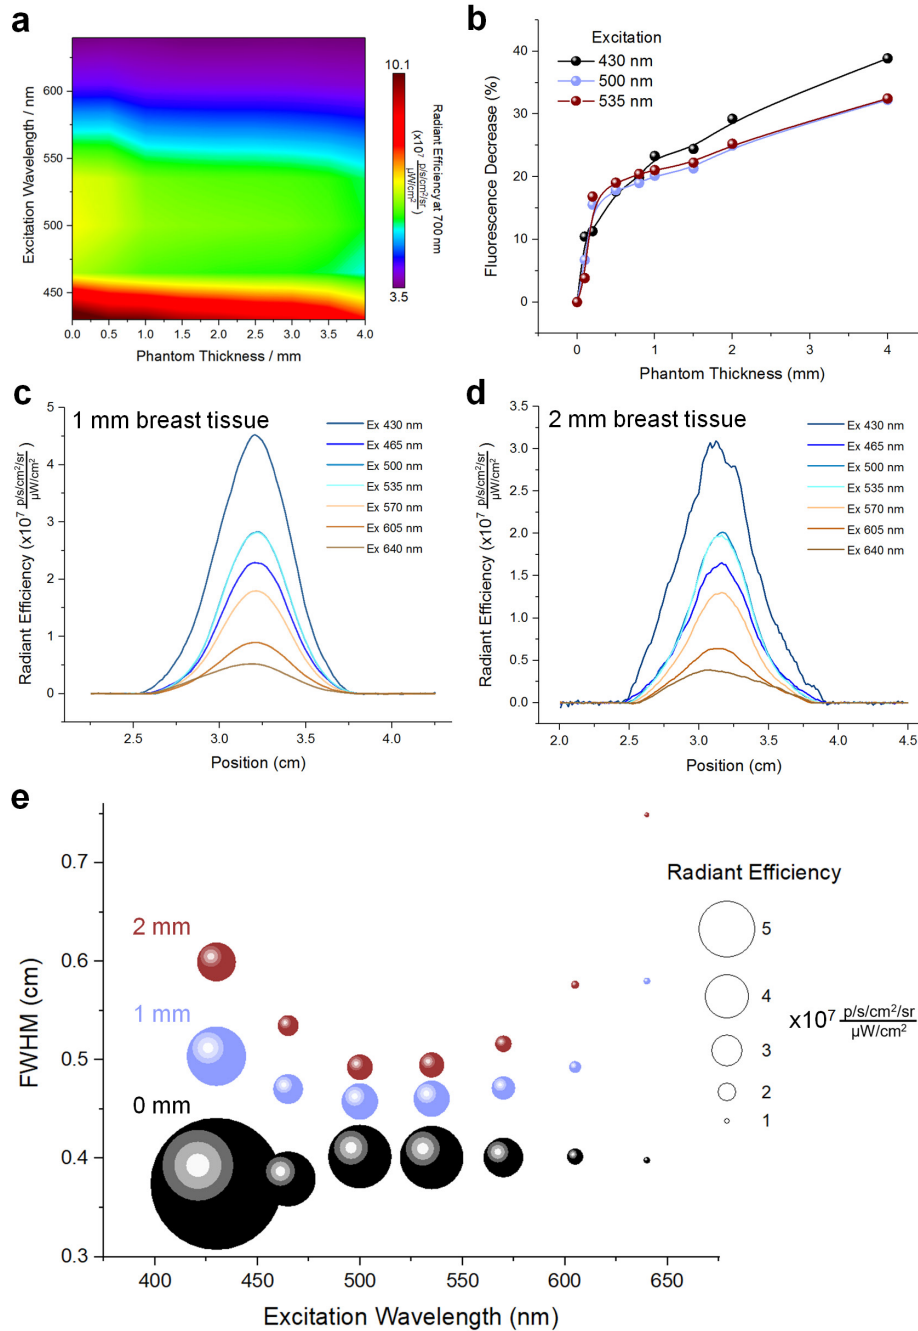 a
Excitation Wavelength / nm
600
550
500
450
0.0 0.5 1.0 1.5 2.0 2.5 3.0 3.5 4.0
Phantom Thickness / mm
10.1
3.5
Radiant Efficiency at 700 nm
(x10⁷ p/s/cm²/sr / µW/cm²)
b
Fluorescence Decrease (%)
40
30
20
10
0
Excitation
430 nm
500 nm
535 nm
0 1 2 3 4
Phantom Thickness (mm)
c
1 mm breast tissue
Radiant Efficiency (x10⁷ p/s/cm²/sr / µW/cm²)
5
4
3
2
1
0
Ex 430 nm
Ex 465 nm
Ex 500 nm
Ex 535 nm
Ex 570 nm
Ex 605 nm
Ex 640 nm
2.5 3.0 3.5 4.0
Position (cm)
d
2 mm breast tissue
Radiant Efficiency (x10⁷ p/s/cm²/sr / µW/cm²)
3.5
3.0
2.5
2.0
1.5
1.0
0.5
0.0
Ex 430 nm
Ex 465 nm
Ex 500 nm
Ex 535 nm
Ex 570 nm
Ex 605 nm
Ex 640 nm
2.0 2.5 3.0 3.5 4.0 4.5
Position (cm)
e
FWHM (cm)
0.7
0.6
0.5
0.4
0.3
2 mm
1 mm
0 mm
Radiant Efficiency
5
4
3
2
1
x10⁷ p/s/cm²/sr / µW/cm²
400 450 500 550 600 650
Excitation Wavelength (nm)